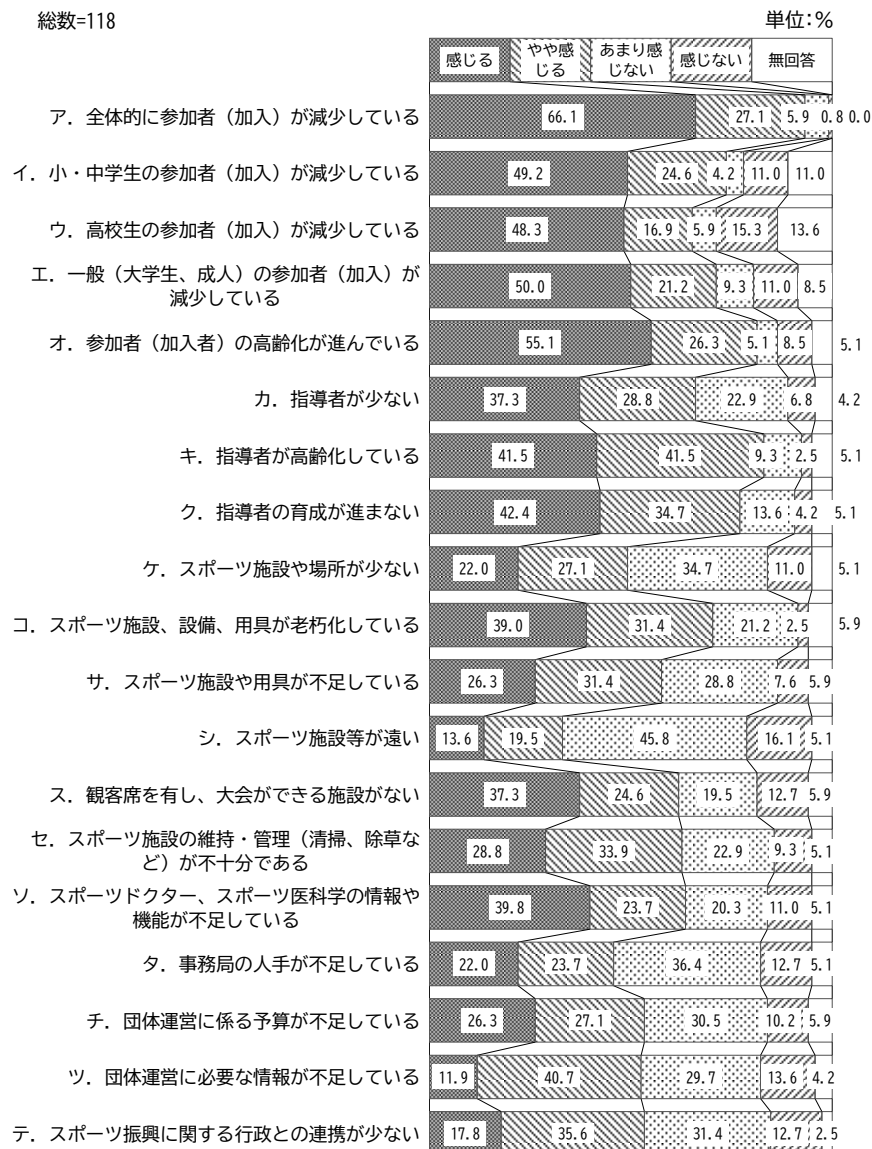 総数=118
単位:%
感じる やや感じる あまり感じない 感じない 無回答
ア．全体的に参加者（加入）が減少している 66.1 27.1 5.9 0.8 0.0
イ．小・中学生の参加者（加入）が減少している 49.2 24.6 4.2 11.0 11.0
ウ．高校生の参加者（加入）が減少している 48.3 16.9 5.9 15.3 13.6
エ．一般（大学生、成人）の参加者（加入）が
減少している 50.0 21.2 9.3 11.0 8.5
オ．参加者（加入者）の高齢化が進んでいる 55.1 26.3 5.1 8.5 5.1
カ．指導者が少ない 37.3 28.8 22.9 6.8 4.2
キ．指導者が高齢化している 41.5 41.5 9.3 2.5 5.1
ク．指導者の育成が進まない 42.4 34.7 13.6 4.2 5.1
ケ．スポーツ施設や場所が少ない 22.0 27.1 34.7 11.0 5.1
コ．スポーツ施設、設備、用具が老朽化している 39.0 31.4 21.2 2.5 5.9
サ．スポーツ施設や用具が不足している 26.3 31.4 28.8 7.6 5.9
シ．スポーツ施設等が遠い 13.6 19.5 45.8 16.1 5.1
ス．観客席を有し、大会ができる施設がない 37.3 24.6 19.5 12.7 5.9
セ．スポーツ施設の維持・管理（清掃、除草な
ど）が不十分である 28.8 33.9 22.9 9.3 5.1
ソ．スポーツドクター、スポーツ医科学の情報や
機能が不足している 39.8 23.7 20.3 11.0 5.1
タ．事務局の人手が不足している 22.0 23.7 36.4 12.7 5.1
チ．団体運営に係る予算が不足している 26.3 27.1 30.5 10.2 5.9
ツ．団体運営に必要な情報が不足している 11.9 40.7 29.7 13.6 4.2
テ．スポーツ振興に関する行政との連携が少ない 17.8 35.6 31.4 12.7 2.5